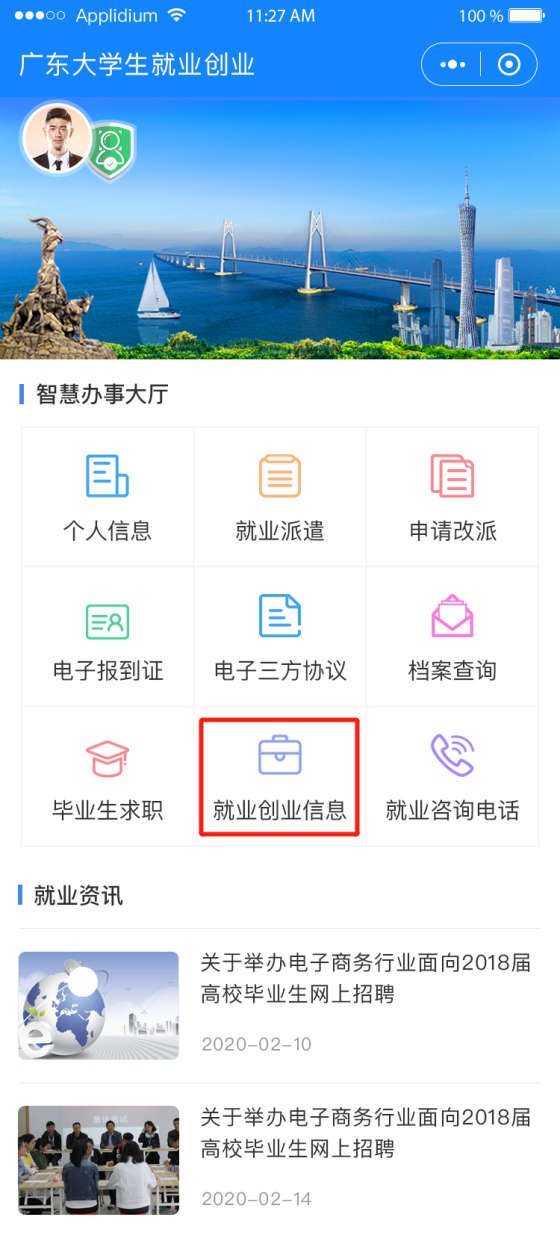 Applidium 11:27 AM 100 %
广东大学生就业创业
智慧办事大厅
个人信息 就业派遣 申请改派
电子报到证 电子三方协议 档案查询
毕业生求职 就业创业信息 就业咨询电话
就业资讯
关于举办电子商务行业面向2018届
高校毕业生网上招聘
2020-02-10
关于举办电子商务行业面向2018届
高校毕业生网上招聘
2020-02-14